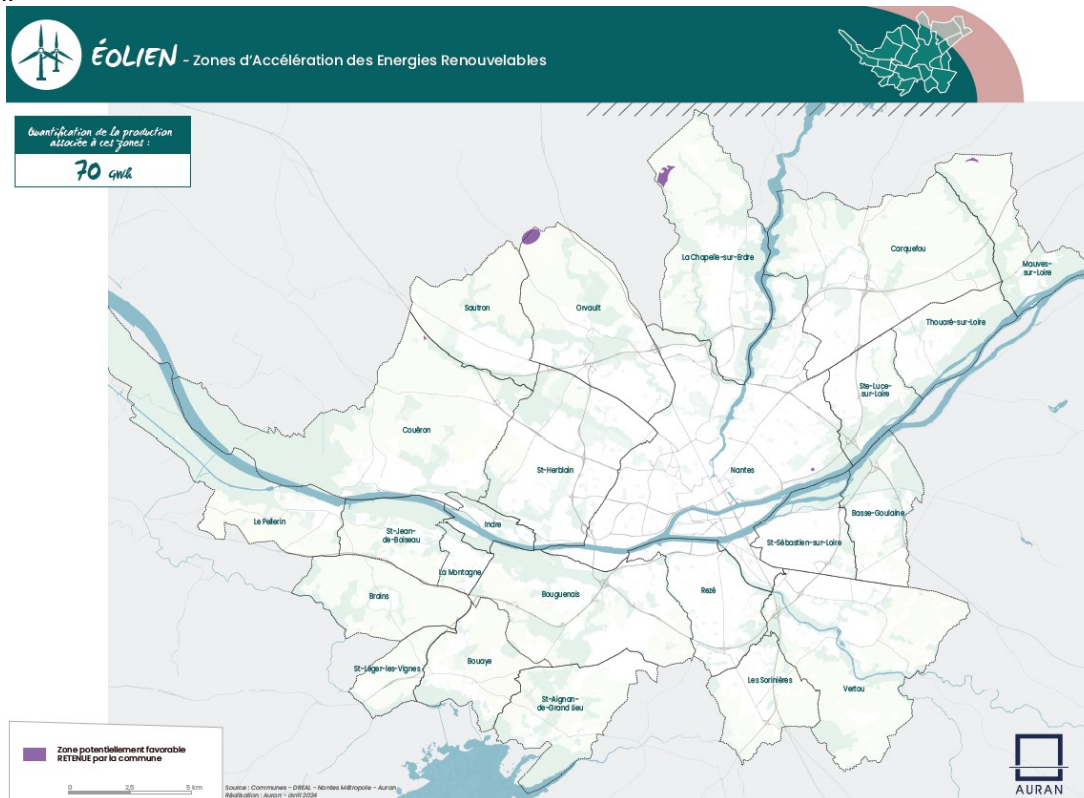 ÉOLIEN - Zones d'Accélération des Energies Renouvelables
Quantification de la production
associée à ces zones :
70 GWh
La Chapelle-sur-Erdre
Carquefou
Mauves-
sur-Loire
Sautron
Orvault
Thouaré-sur-Loire
Ste-Luce-
sur-Loire
Couëron
St-Herblain
Nantes
Basse-Goulaine
Le Pellerin
St-Jean-
de-Boiseau
Indre
St-Sébastien-sur-Loire
La Montagne
Brains
Bouguenais
Rezé
St-Léger-les-Vignes
Bouaye
Les Sorinières
Vertou
St-Aignan-
de-Grand lieu
Zone potentiellement favorable
RETENUE par la commune
0 2,5 5 km
Source : Communes - DREAL - Nantes Métropole - Auran
Réalisation : Auran - avril 2024
AURAN